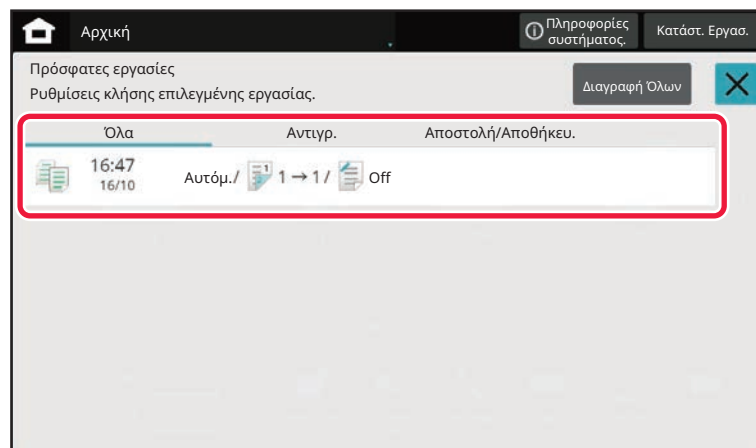 Αρχική
Πληροφορίες
συστήματος.
Κατάστ. Εργασ.
Πρόσφατες εργασίες
Ρυθμίσεις κλήσης επιλεγμένης εργασίας.
Διαγραφή Όλων
Όλα Αντιγρ. Αποστολή/Αποθήκευ.
16:47
16/10
Αυτόμ./ 1 1 → 1 / Off